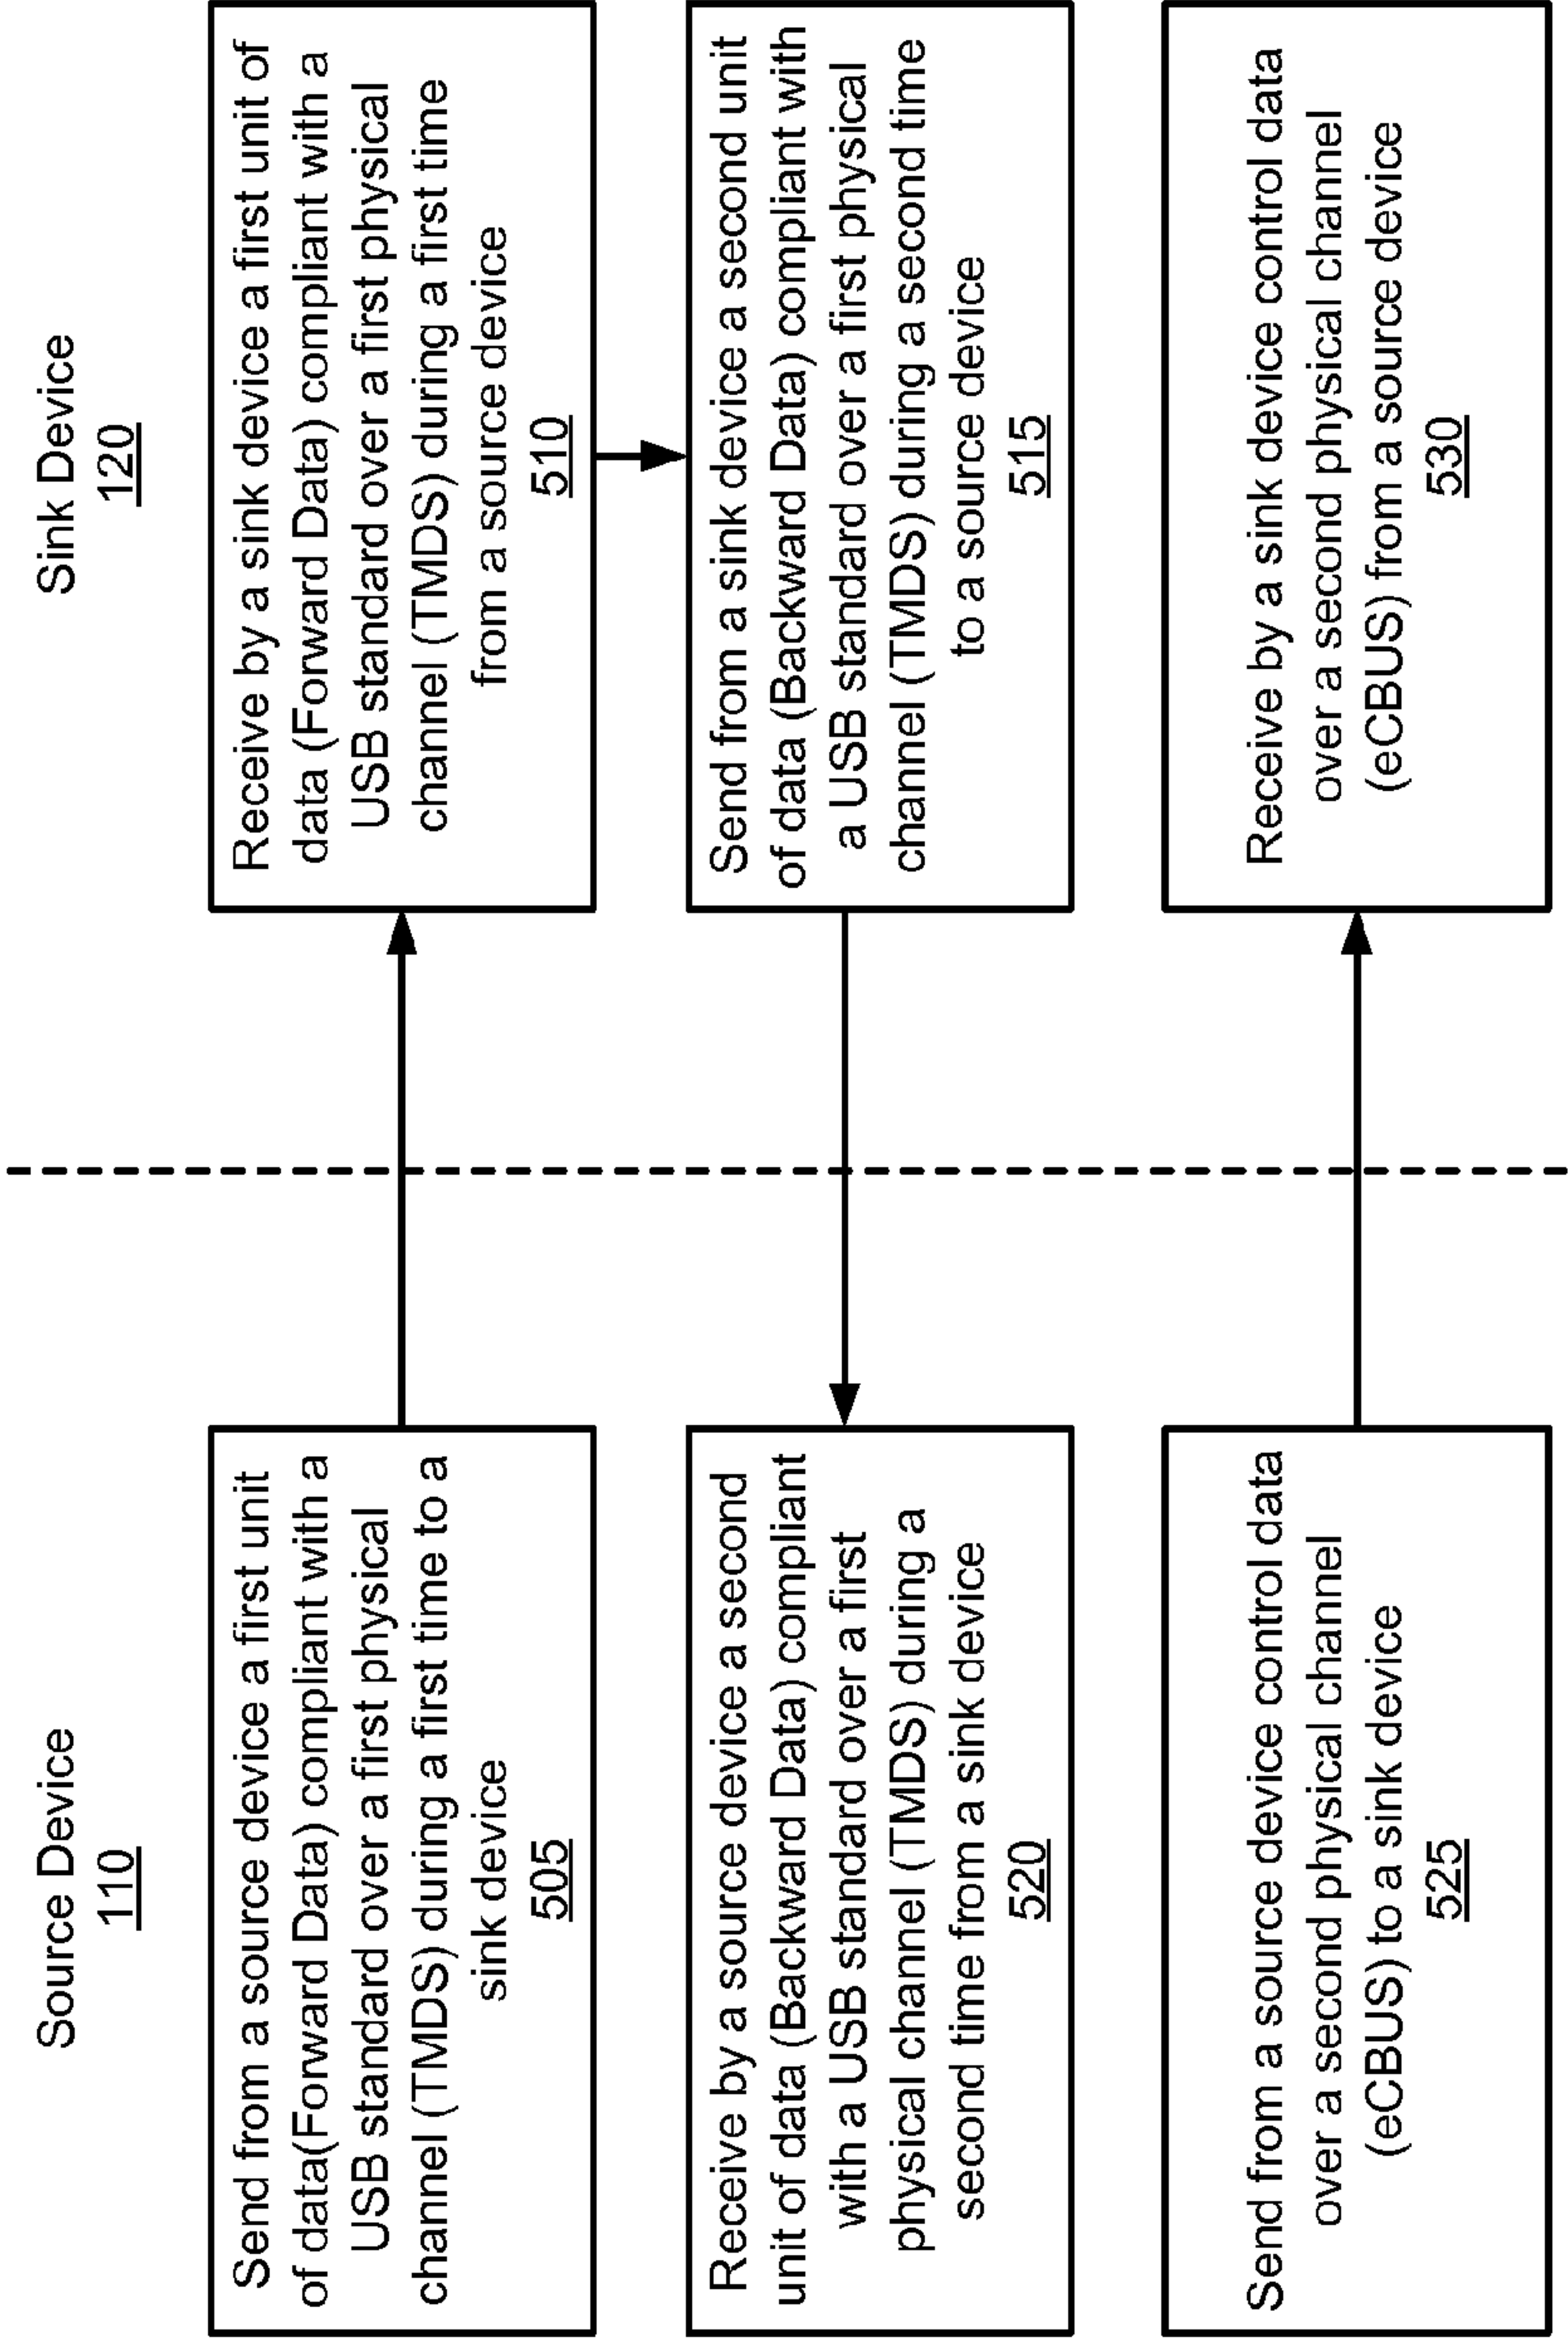 Source Device
110
Sink Device
120
Send from a source device a first unit
of data(Forward Data) compliant with a
USB standard over a first physical
channel (TMDS) during a first time to a
sink device
505
Receive by a sink device a first unit of
data (Forward Data) compliant with a
USB standard over a first physical
channel (TMDS) during a first time
from a source device
510
Receive by a source device a second
unit of data (Backward Data) compliant
with a USB standard over a first
physical channel (TMDS) during a
second time from a sink device
520
Send from a sink device a second unit
of data (Backward Data) compliant with
a USB standard over a first physical
channel (TMDS) during a second time
to a source device
515
Send from a source device control data
over a second physical channel
(eCBUS) to a sink device
525
Receive by a sink device control data
over a second physical channel
(eCBUS) from a source device
530